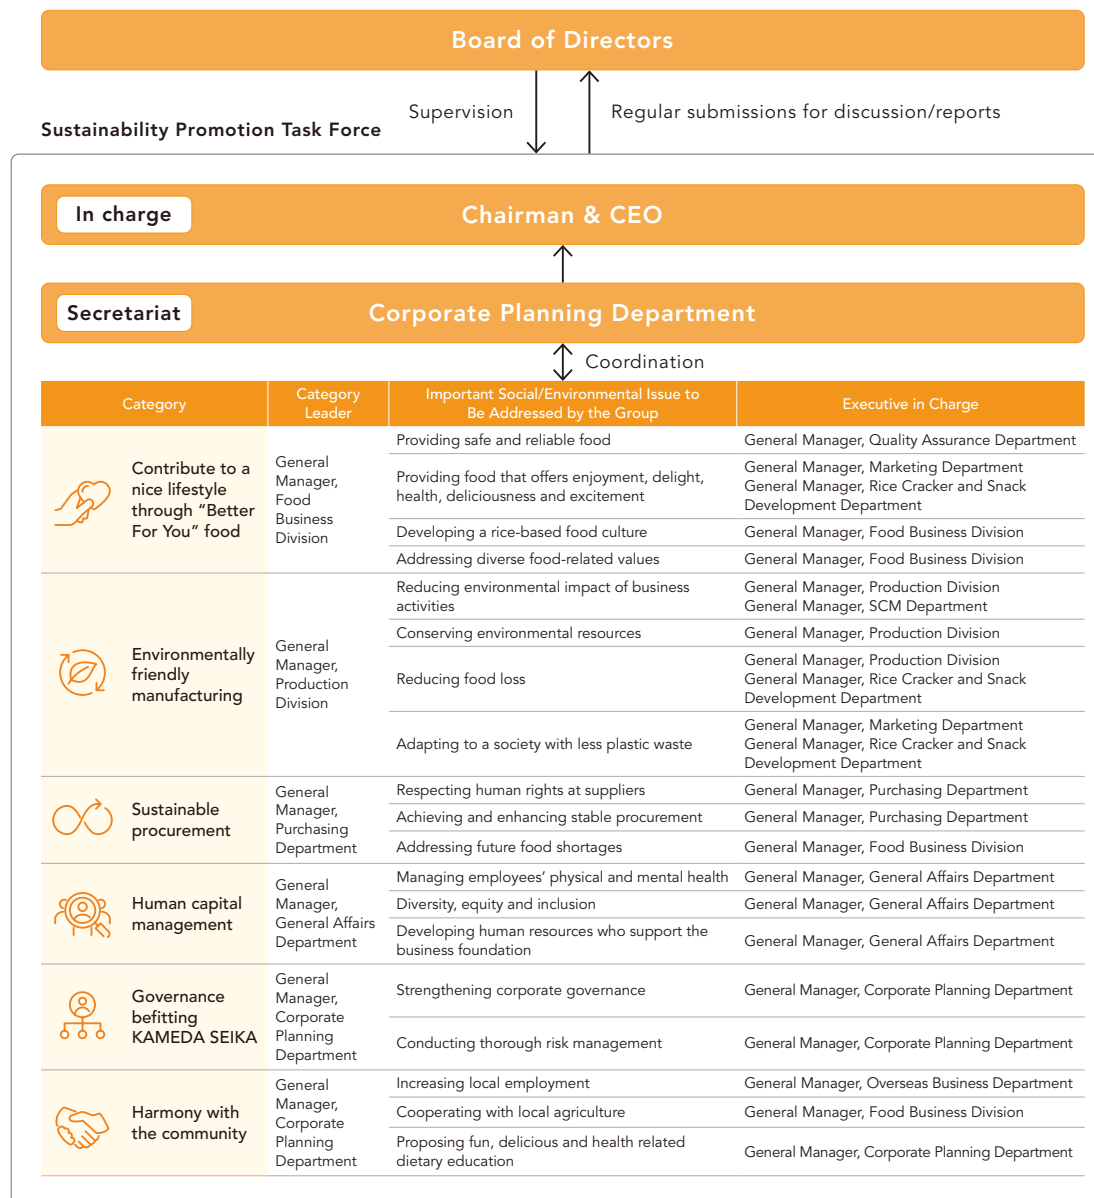 Board of Directors
Supervision
Regular submissions for discussion/reports
Sustainability Promotion Task Force
In charge
Chairman & CEO
Secretariat
Corporate Planning Department
Coordination
Category
Category
Leader
Important Social/Environmental Issue to
Be Addressed by the Group
Executive in Charge
Contribute to a
nice lifestyle
through “Better
For You” food
General
Manager,
Food
Business
Division
Providing safe and reliable food
General Manager, Quality Assurance Department
Providing food that offers enjoyment, delight,
health, deliciousness and excitement
General Manager, Marketing Department
General Manager, Rice Cracker and Snack
Development Department
Developing a rice-based food culture
General Manager, Food Business Division
Addressing diverse food-related values
General Manager, Food Business Division
Environmentally
friendly
manufacturing
General
Manager,
Production
Division
Reducing environmental impact of business
activities
General Manager, Production Division
General Manager, SCM Department
Conserving environmental resources
General Manager, Production Division
Reducing food loss
General Manager, Production Division
General Manager, Rice Cracker and Snack
Development Department
Adapting to a society with less plastic waste
General Manager, Marketing Department
General Manager, Rice Cracker and Snack
Development Department
Sustainable
procurement
General
Manager,
Purchasing
Department
Respecting human rights at suppliers
General Manager, Purchasing Department
Achieving and enhancing stable procurement
General Manager, Purchasing Department
Addressing future food shortages
General Manager, Food Business Division
Human capital
management
General
Manager,
General Affairs
Department
Managing employees’ physical and mental health
General Manager, General Affairs Department
Diversity, equity and inclusion
General Manager, General Affairs Department
Developing human resources who support the
business foundation
General Manager, General Affairs Department
Governance
befitting
KAMEDA SEIKA
General
Manager,
Corporate
Planning
Department
Strengthening corporate governance
General Manager, Corporate Planning Department
Conducting thorough risk management
General Manager, Corporate Planning Department
Harmony with
the community
General
Manager,
Corporate
Planning
Department
Increasing local employment
General Manager, Overseas Business Department
Cooperating with local agriculture
General Manager, Food Business Division
Proposing fun, delicious and health related
dietary education
General Manager, Corporate Planning Department